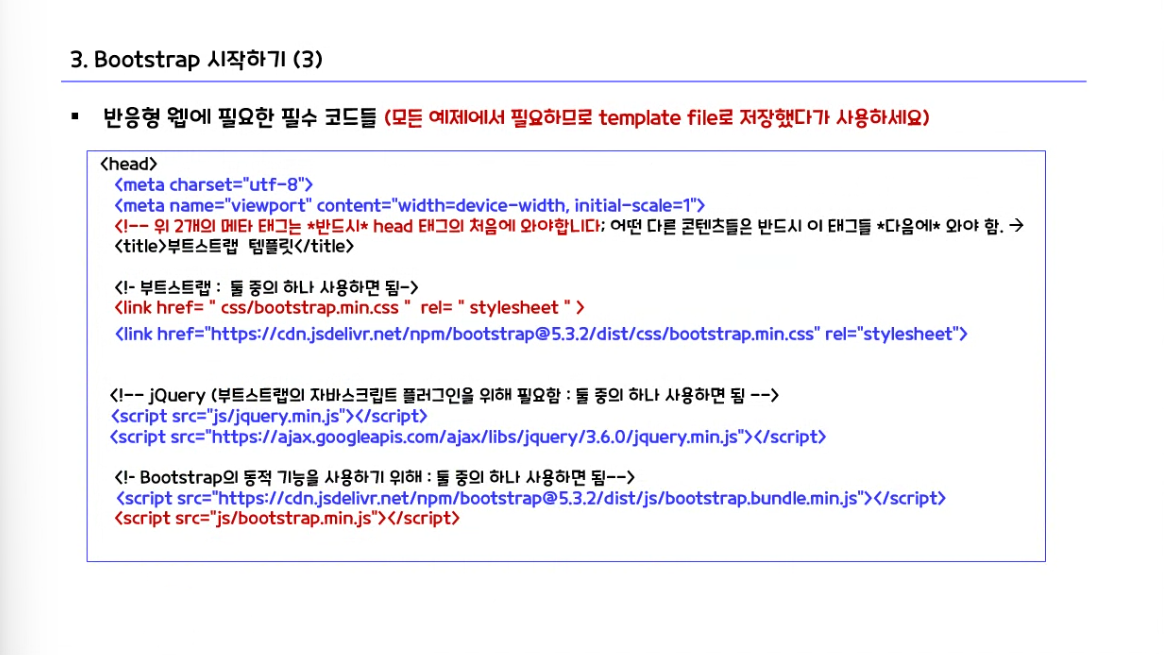 3. Bootstrap 시작하기 (3)
▪ 반응형 웹에 필요한 필수 코드들 (모든 예제에서 필요하므로 template file로 저장했다가 사용하세요)
<head>
<meta charset="utf-8">
<meta name="viewport" content="width=device-width, initial-scale=1">
<!-- 위 2개의 메타 태그는 *반드시* head 태그의 처음에 와야합니다; 어떤 다른 콘텐츠들은 반드시 이 태그들 *다음에* 와야 함. →
<title>부트스트랩 템플릿</title>
<!- 부트스트랩 : 둘 중의 하나 사용하면 됨->
<link href= " css/bootstrap.min.css " rel= " stylesheet " >
<link href="https://cdn.jsdelivr.net/npm/bootstrap@5.3.2/dist/css/bootstrap.min.css" rel="stylesheet">
<!-- jQuery (부트스트랩의 자바스크립트 플러그인을 위해 필요함 : 둘 중의 하나 사용하면 됨 -->
<script src="js/jquery.min.js"></script>
<script src="https://ajax.googleapis.com/ajax/libs/jquery/3.6.0/jquery.min.js"></script>
<!- Bootstrap의 동적 기능을 사용하기 위해 : 둘 중의 하나 사용하면 됨-->
<script src="https://cdn.jsdelivr.net/npm/bootstrap@5.3.2/dist/js/bootstrap.bundle.min.js"></script>
<script src="js/bootstrap.min.js"></script>